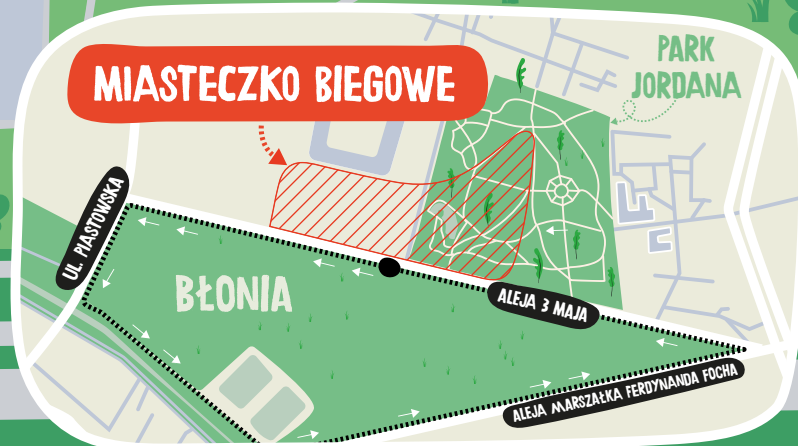 PARK
JORDANA
MIASTECZKO BIEGOWE
UL. PIASTOWSKA
BŁONIA
ALEJA 3 MAJA
ALEJA MARSZAŁKA FERDYNANDA FOCHA